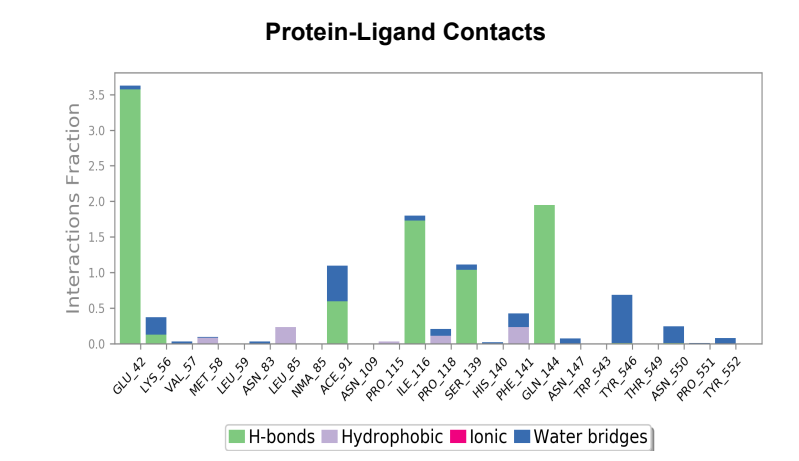 Protein-Ligand Contacts
Interactions Fraction
3.5
3.0
2.5
2.0
1.5
1.0
0.5
0.0
GLU_42
LYS_56
VAL_57
MET_58
LEU_59
ASN_83
LEU_85
NMA_85
ACE_91
ASN_109
PRO_115
ILE_116
PRO_118
SER_139
HIS_140
PHE_141
GLN_144
ASN_147
TRP_543
TYR_546
THR_549
ASN_550
PRO_551
TYR_552
H-bonds Hydrophobic Ionic Water bridges